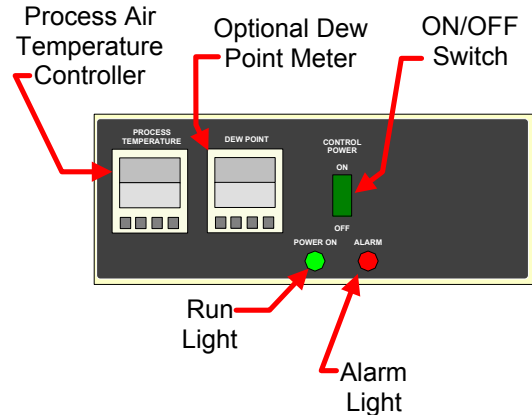 Process Air
Temperature
Controller
Optional Dew
Point Meter
ON/OFF
Switch
PROCESS
TEMPERATURE
DEW POINT
CONTROL
POWER
ON
OFF
POWER ON
ALARM
Run
Light
Alarm
Light